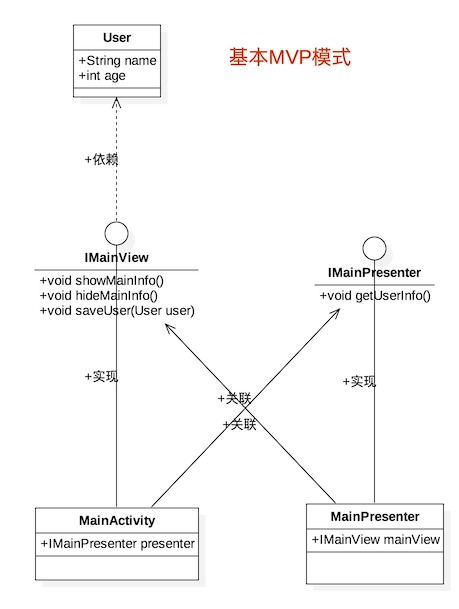 User
+String name
+int age
基本MVP模式
+依赖
IMainView
+void showMainInfo()
+void hideMainInfo()
+void saveUser(User user)
IMainPresenter
+void getUserInfo()
+实现
+实现
+关联
+关联
MainActivity
+IMainPresenter presenter
MainPresenter
+IMainView mainView